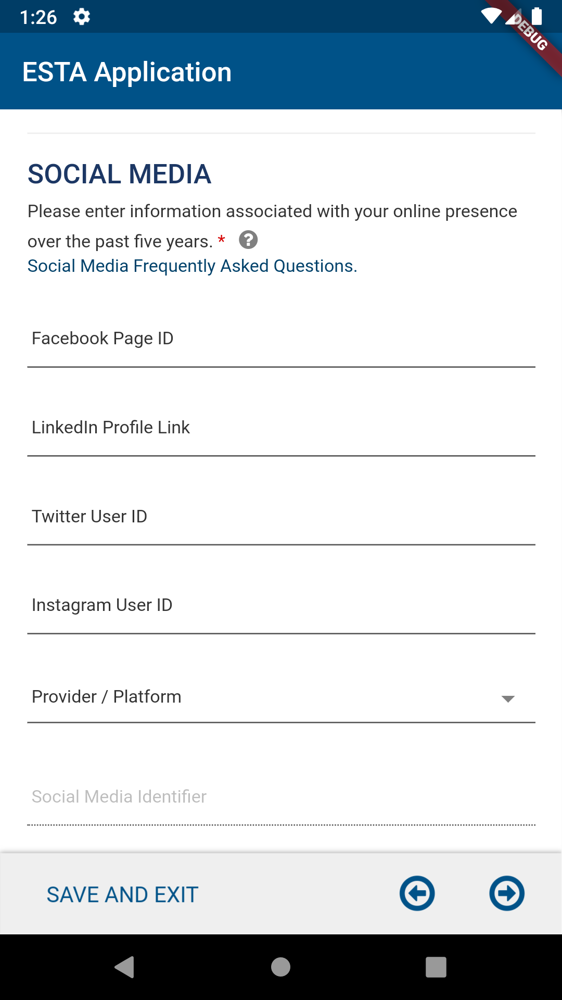 1:26
DEBUG
ESTA Application
SOCIAL MEDIA
Please enter information associated with your online presence
over the past five years. * ?
Social Media Frequently Asked Questions.
Facebook Page ID
LinkedIn Profile Link
Twitter User ID
Instagram User ID
Provider / Platform
Social Media Identifier
SAVE AND EXIT